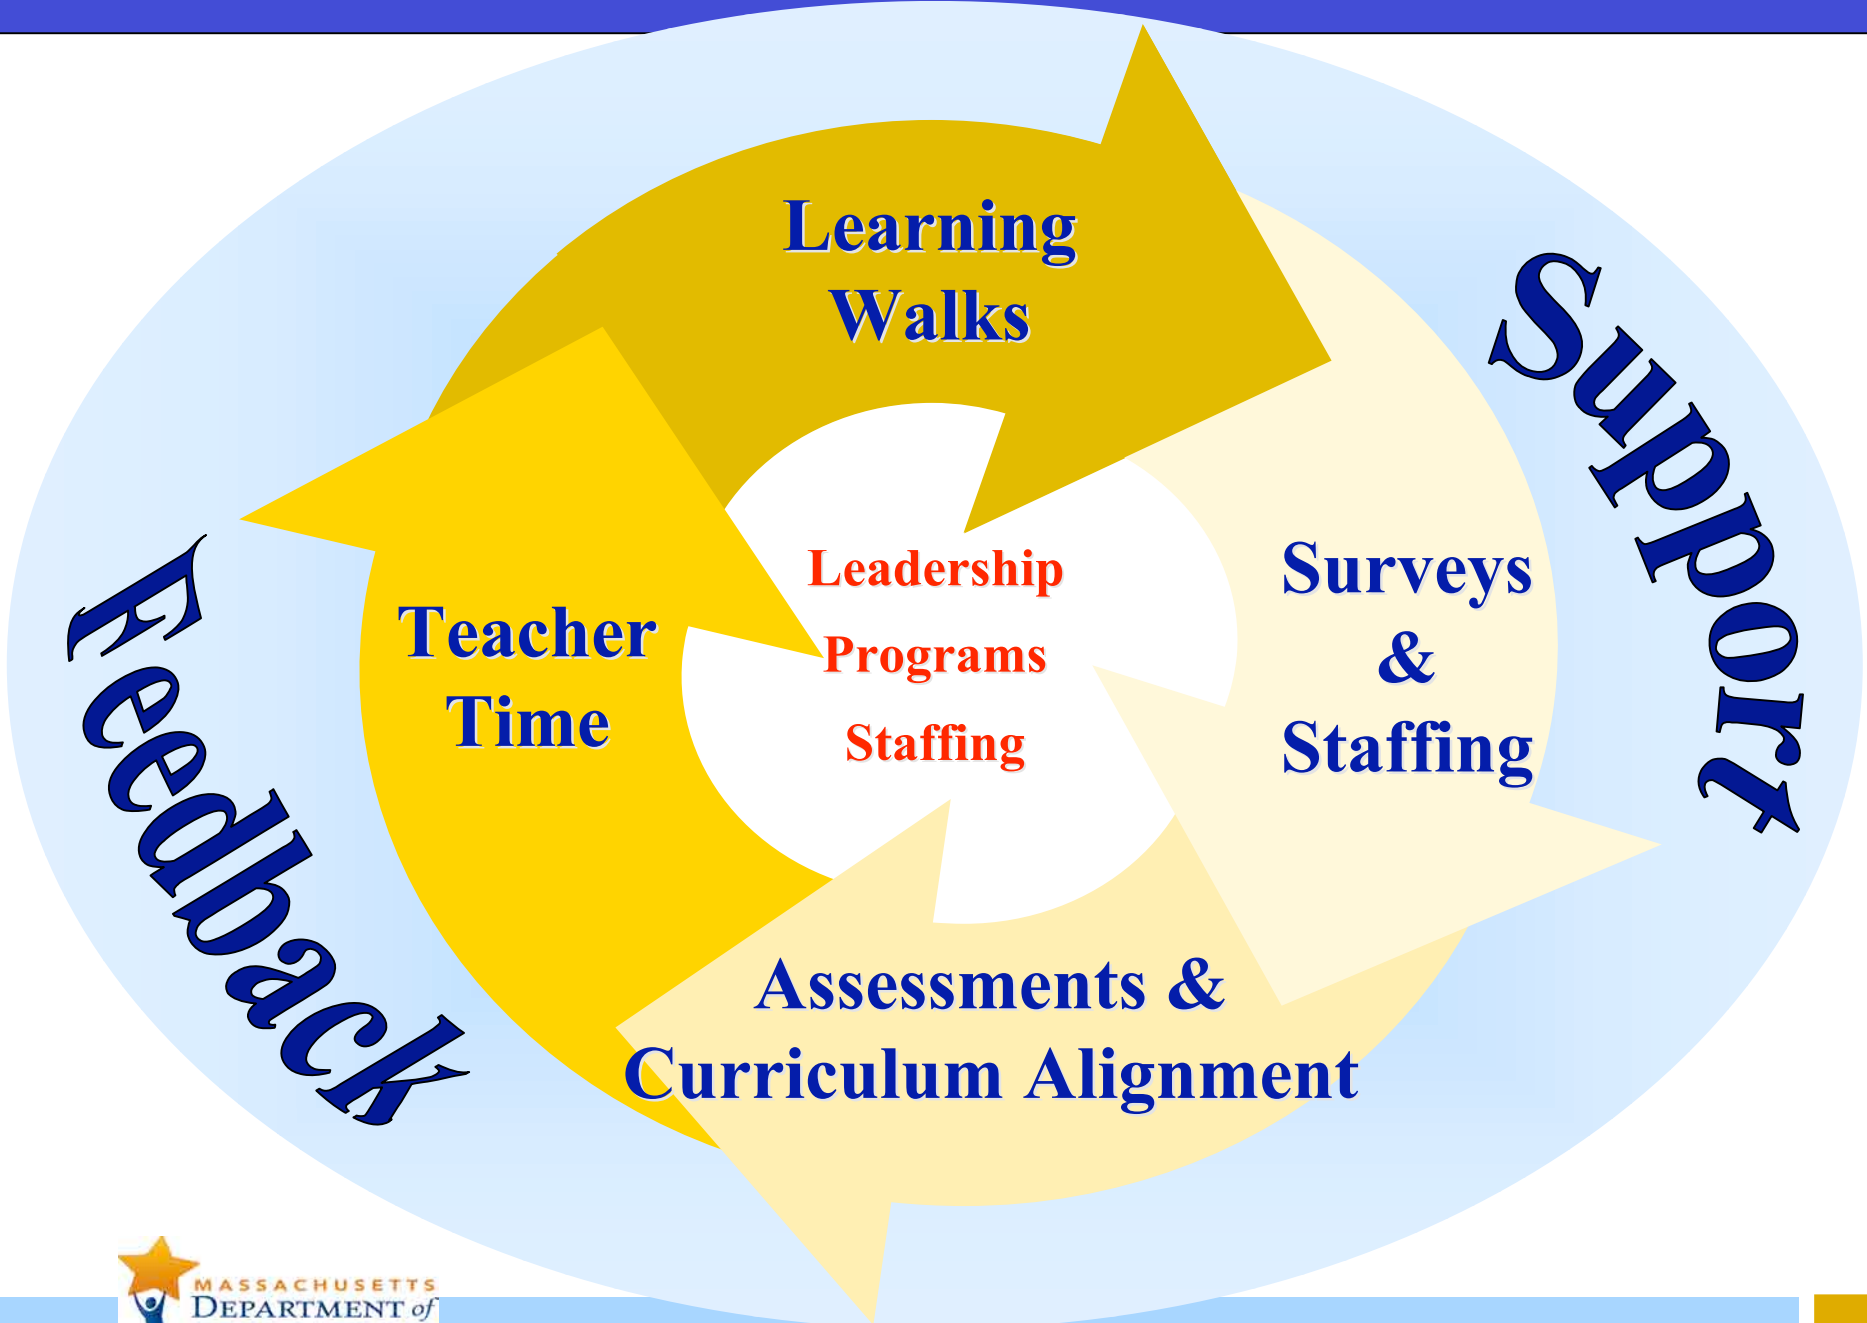 Learning
Walks
Support
Surveys
&
Staffing
Leadership
Programs
Staffing
Teacher
Time
Feedback
Assessments &
Curriculum Alignment
MASSACHUSETTS
DEPARTMENT of